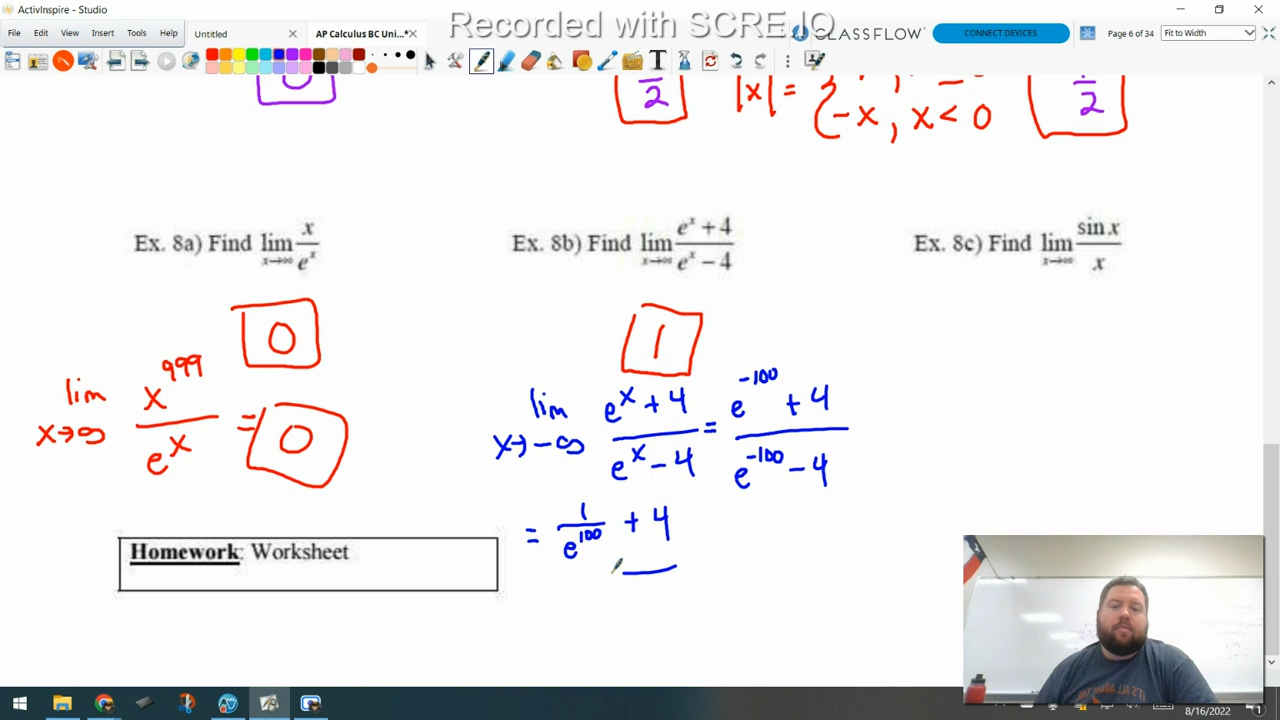 ActivInspire - Studio
Recorded with SCRE.IO
File Edit View Insert Tools Help
Untitled
AP Calculus BC Uni...*
CLASSFLOW
CONNECT DEVICES
Page 6 of 34
Fit to Width
0
2
|x| = { -x, x < 0
2
Ex. 8a) Find lim x→∞ x/e^x
Ex. 8b) Find lim x→∞ (e^x + 4)/(e^x - 4)
Ex. 8c) Find lim x→∞ sin x/x
0
1
lim x→∞ x^999/e^x = 0
lim x→-∞ (e^x + 4)/(e^x - 4) = (e^-100 + 4)/(e^-100 - 4)
= 1/e^100 + 4
Homework: Worksheet
8/16/2022